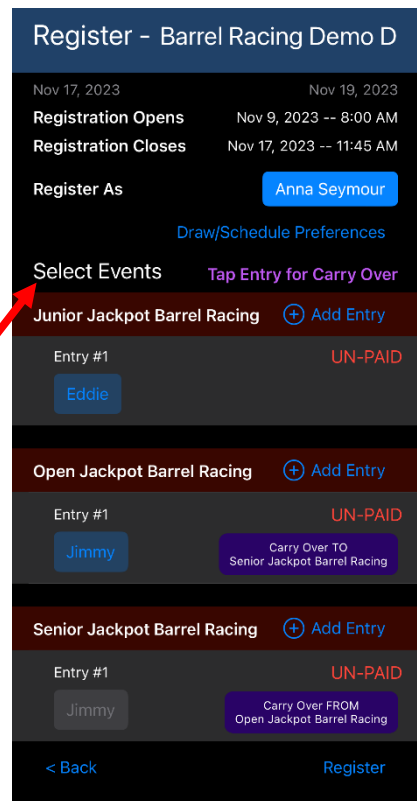 Register - Barrel Racing Demo D
Nov 17, 2023 Nov 19, 2023
Registration Opens Nov 9, 2023 -- 8:00 AM
Registration Closes Nov 17, 2023 -- 11:45 AM
Register As Anna Seymour
Draw/Schedule Preferences
Select Events Tap Entry for Carry Over
Junior Jackpot Barrel Racing + Add Entry
Entry #1 UN-PAID
Eddie
Open Jackpot Barrel Racing + Add Entry
Entry #1 UN-PAID
Jimmy
Carry Over TO
Senior Jackpot Barrel Racing
Senior Jackpot Barrel Racing + Add Entry
Entry #1 UN-PAID
Jimmy
Carry Over FROM
Open Jackpot Barrel Racing
< Back Register